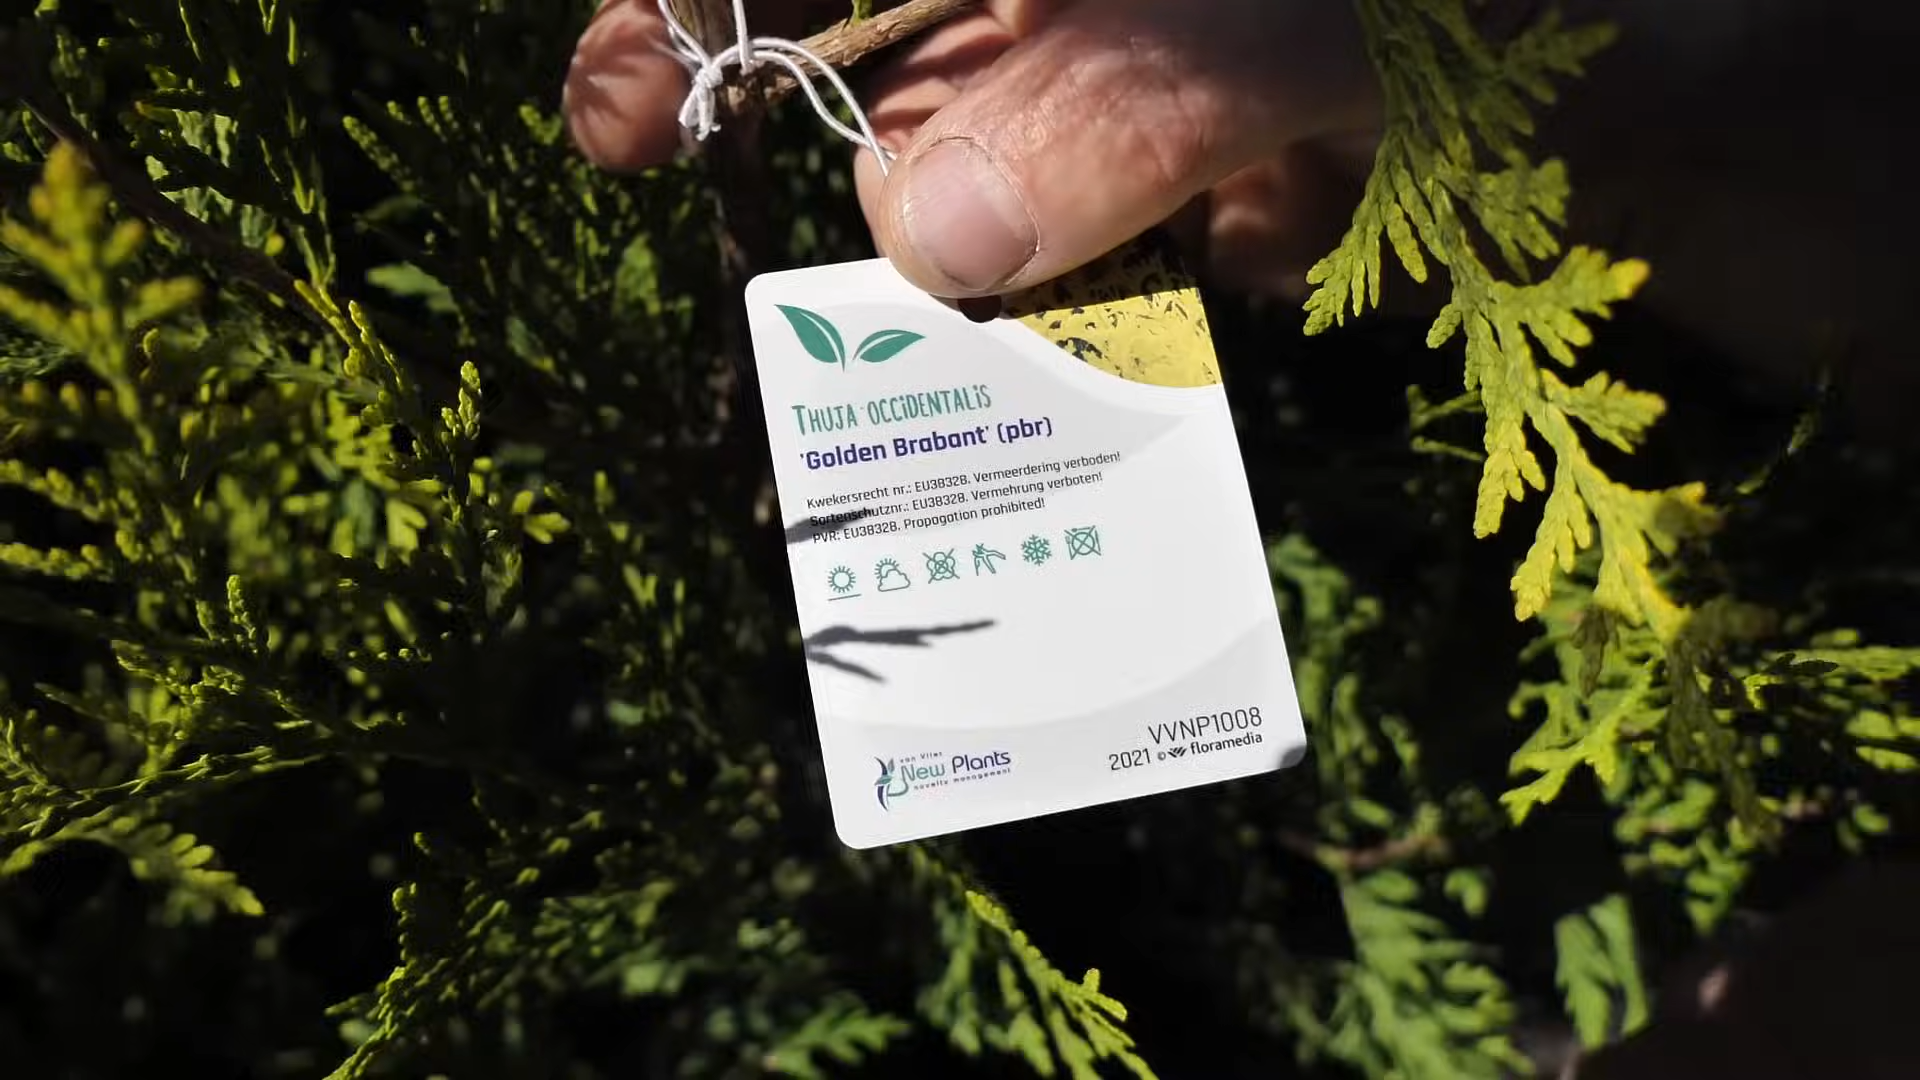 THUJA OCCIDENTALIS
'Golden Brabant' (pbr)
Kwekersrecht nr.: EU38328. Vermeerdering verboden!
Sortenschutznr.: EU38328. Vermehrung verboten!
PVR: EU38328. Propagation prohibited!
van Vliet
New Plants
novelty management
VVNP1008
2021 © floramedia